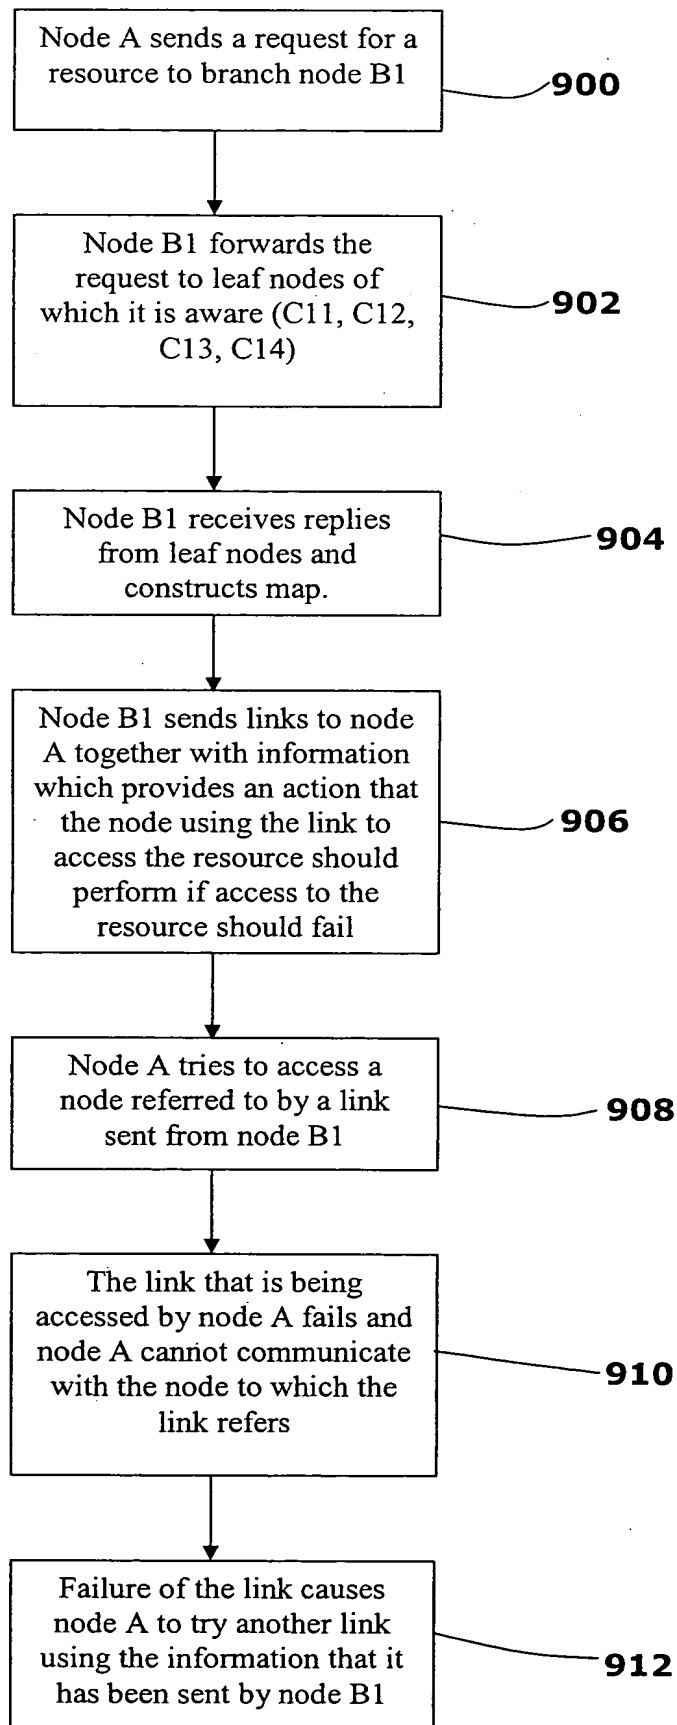 Node A sends a request for a
resource to branch node B1
900
Node B1 forwards the
request to leaf nodes of
which it is aware (C11, C12,
C13, C14)
902
Node B1 receives replies
from leaf nodes and
constructs map.
904
Node B1 sends links to node
A together with information
which provides an action that
the node using the link to
access the resource should
perform if access to the
resource should fail
906
Node A tries to access a
node referred to by a link
sent from node B1
908
The link that is being
accessed by node A fails and
node A cannot communicate
with the node to which the
link refers
910
Failure of the link causes
node A to try another link
using the information that it
has been sent by node B1
912